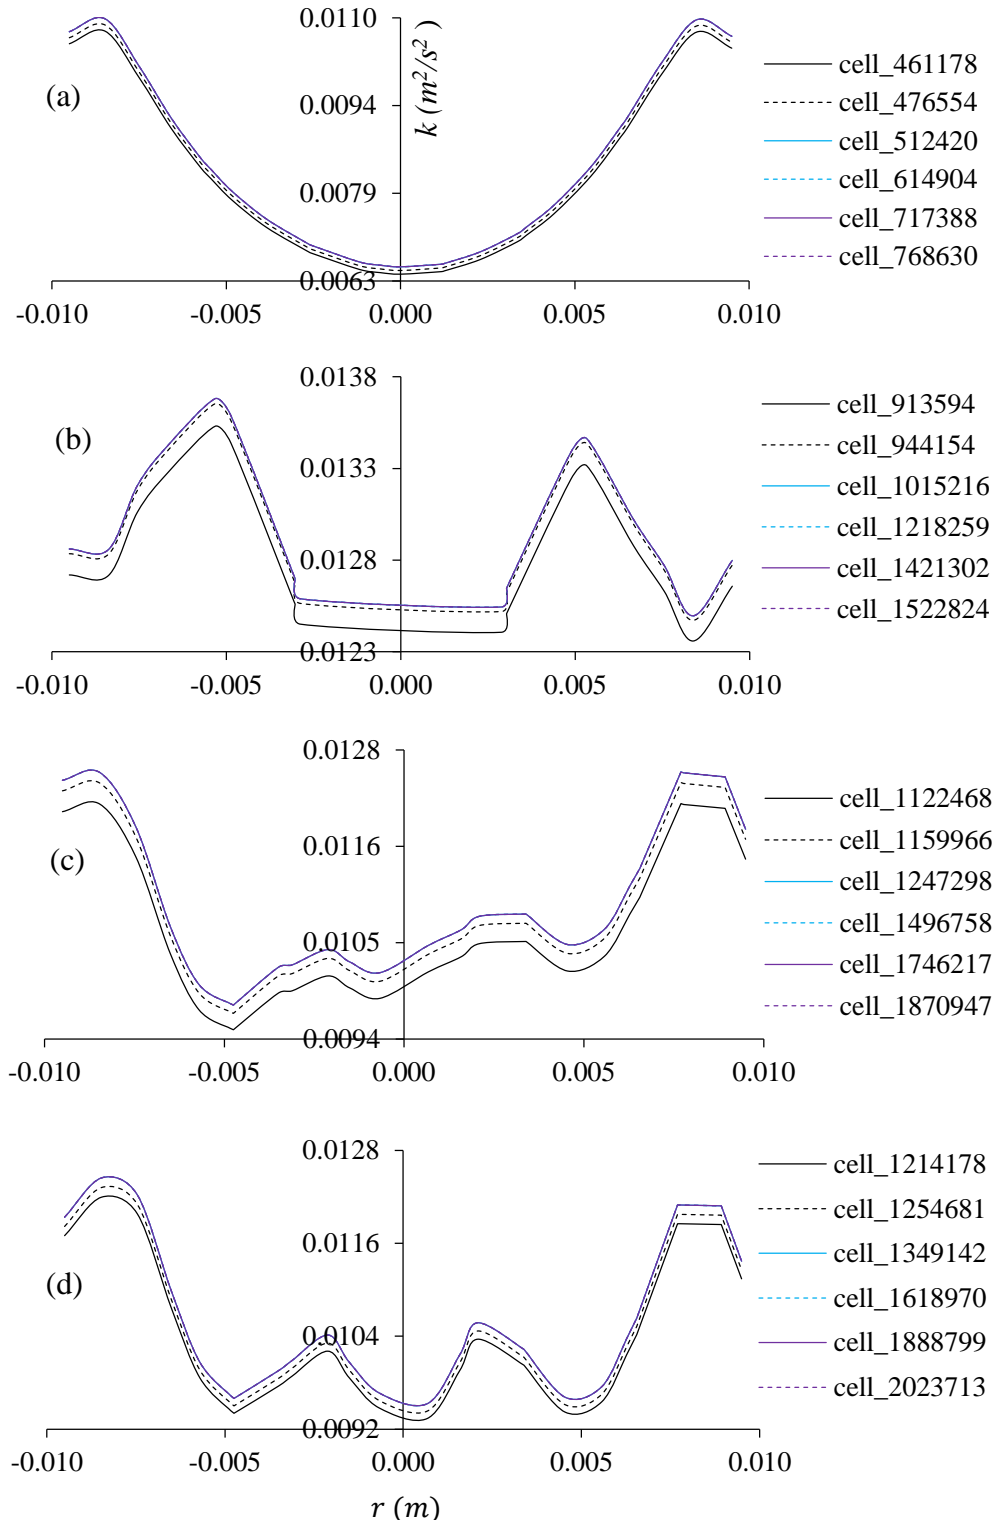 0.0110
k (m²/s²)
(a)
0.0094
0.0079
0.0063
-0.010 -0.005 0.000 0.005 0.010
cell_461178
cell_476554
cell_512420
cell_614904
cell_717388
cell_768630
0.0138
(b)
0.0133
0.0128
0.0123
-0.010 -0.005 0.000 0.005 0.010
cell_913594
cell_944154
cell_1015216
cell_1218259
cell_1421302
cell_1522824
0.0128
(c)
0.0116
0.0105
0.0094
-0.010 -0.005 0.000 0.005 0.010
cell_1122468
cell_1159966
cell_1247298
cell_1496758
cell_1746217
cell_1870947
0.0128
0.0116
(d)
0.0104
0.0092
-0.010 -0.005 0.000 0.005 0.010
cell_1214178
cell_1254681
cell_1349142
cell_1618970
cell_1888799
cell_2023713
r (m)